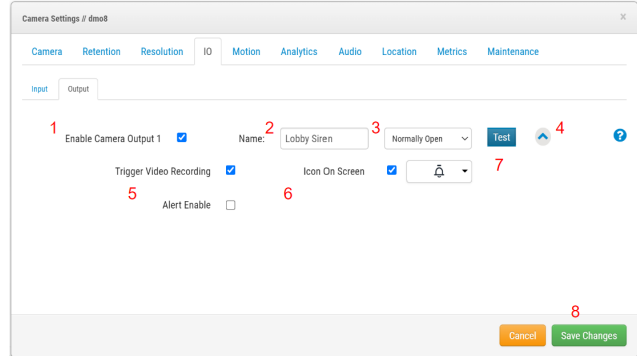 Camera Settings // dmo8 x
Camera Retention Resolution IO Motion Analytics Audio Location Metrics Maintenance
Input Output
1 Enable Camera Output 1 2 Name: Lobby Siren 3 Normally Open Test 4 ?
Trigger Video Recording Icon On Screen 7
5 6
Alert Enable
8
Cancel Save Changes